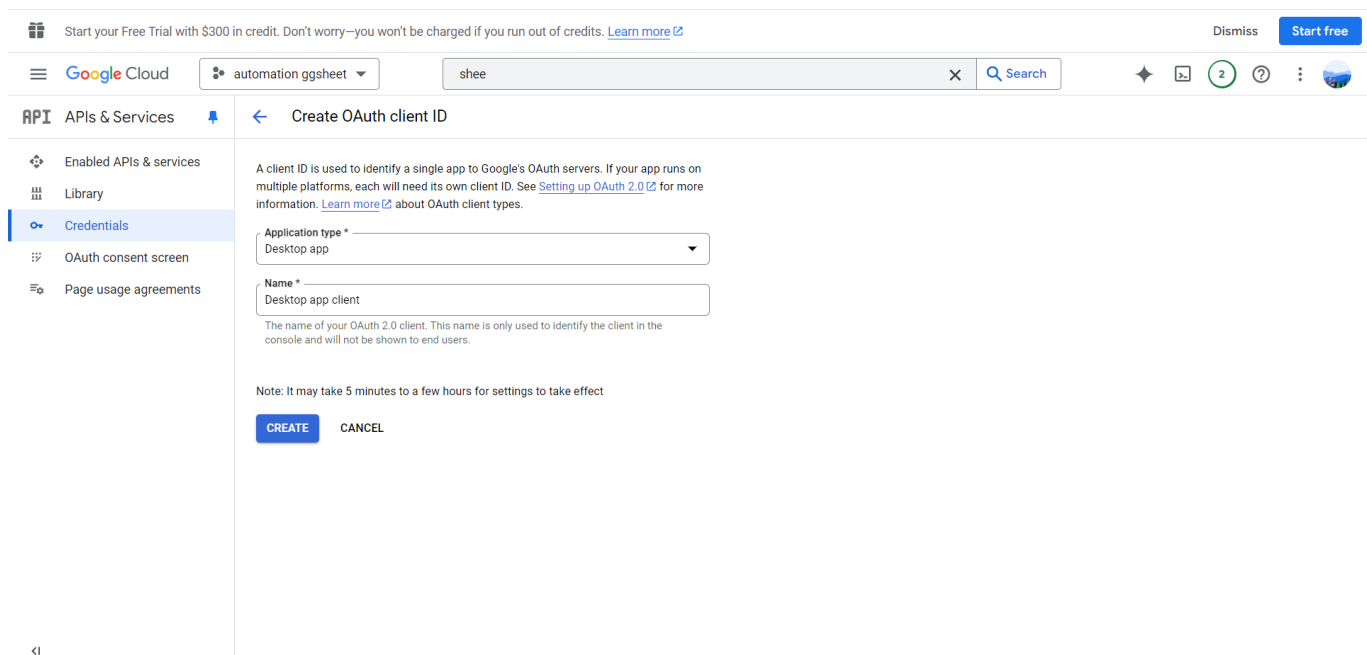 Start your Free Trial with $300 in credit. Don't worry—you won't be charged if you run out of credits. Learn more
Dismiss
Start free
Google Cloud
automation ggsheet
shee
Search
2
API APIs & Services
Create OAuth client ID
Enabled APIs & services
Library
Credentials
OAuth consent screen
Page usage agreements
A client ID is used to identify a single app to Google's OAuth servers. If your app runs on
multiple platforms, each will need its own client ID. See Setting up OAuth 2.0 for more
information. Learn more about OAuth client types.
Application type *
Desktop app
Name *
Desktop app client
The name of your OAuth 2.0 client. This name is only used to identify the client in the
console and will not be shown to end users.
Note: It may take 5 minutes to a few hours for settings to take effect
CREATE
CANCEL